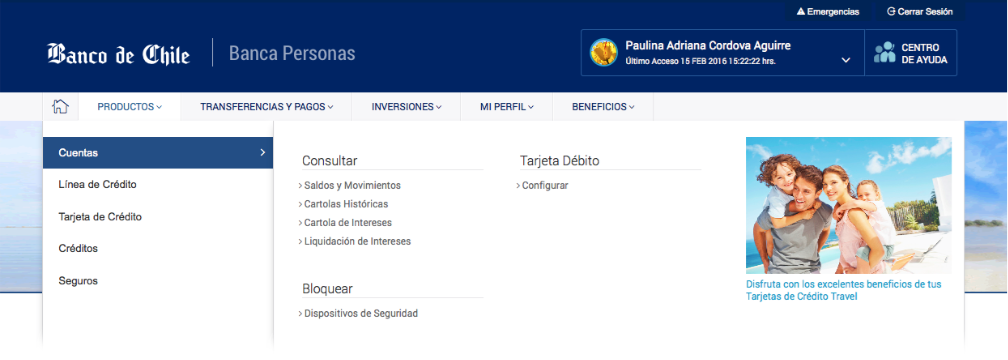 Emergencias
Cerrar Sesión
Banco de Chile
Banca Personas
Paulina Adriana Cordova Aguirre
Último Acceso 15 FEB 2016 15:22:22 hrs.
CENTRO
DE AYUDA
PRODUCTOS
TRANSFERENCIAS Y PAGOS
INVERSIONES
MI PERFIL
BENEFICIOS
Cuentas
Línea de Crédito
Tarjeta de Crédito
Créditos
Seguros
Consultar
> Saldos y Movimientos
> Cartolas Históricas
> Cartola de Intereses
> Liquidación de Intereses
Bloquear
> Dispositivos de Seguridad
Tarjeta Débito
> Configurar
Disfruta con los excelentes beneficios de tus
Tarjetas de Crédito Travel